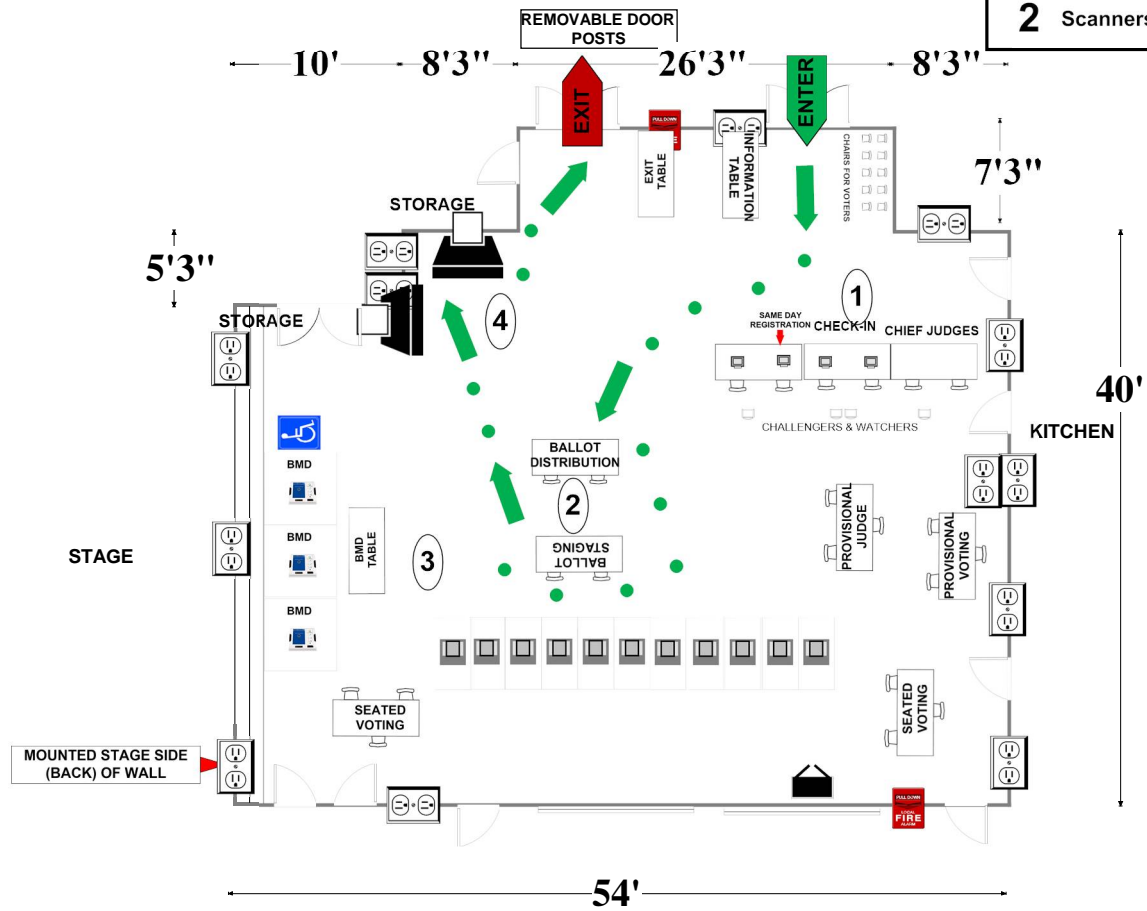 2 Scanners
REMOVABLE DOOR
POSTS
10'
8'3"
26'3"
8'3"
EXIT
ENTER
PULL DOWN
EXIT
TABLE
INFORMATION
TABLE
CHAIRS FOR VOTERS
7'3"
STORAGE
5'3"
STORAGE
4
1
SAME DAY
REGISTRATION
CHECK-IN
CHIEF JUDGES
40'
CHALLENGERS & WATCHERS
KITCHEN
BALLOT
DISTRIBUTION
2
BALLOT
STAGING
BMD
BMD
BMD
BMD
TABLE
3
STAGE
PROVISIONAL
JUDGE
PROVISIONAL
VOTING
SEATED
VOTING
SEATED
VOTING
MOUNTED STAGE SIDE
(BACK) OF WALL
PULL DOWN
LOCAL
FIRE
ALARM
54'